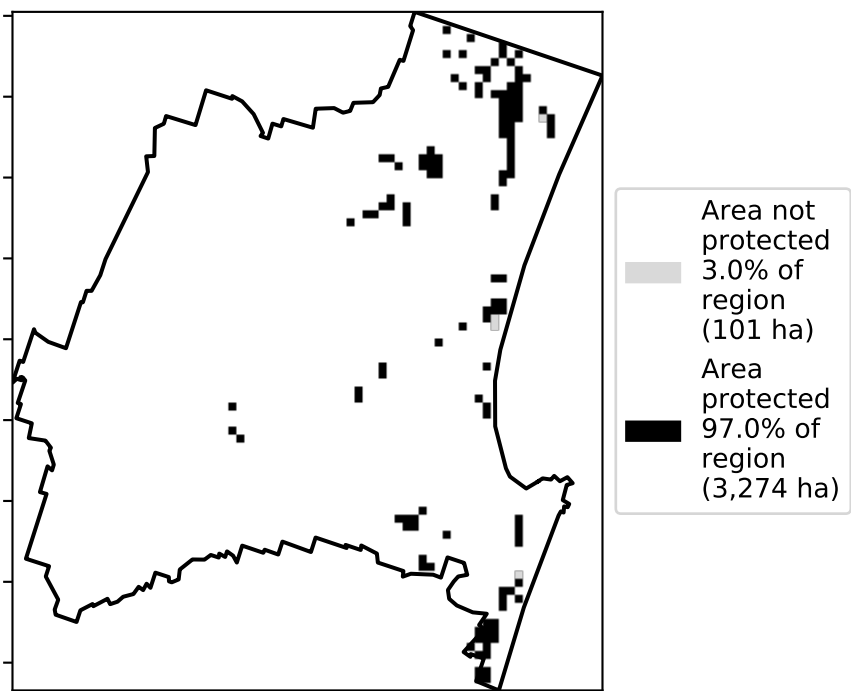 Area not
protected
3.0% of
region
(101 ha)
Area
protected
97.0% of
region
(3,274 ha)